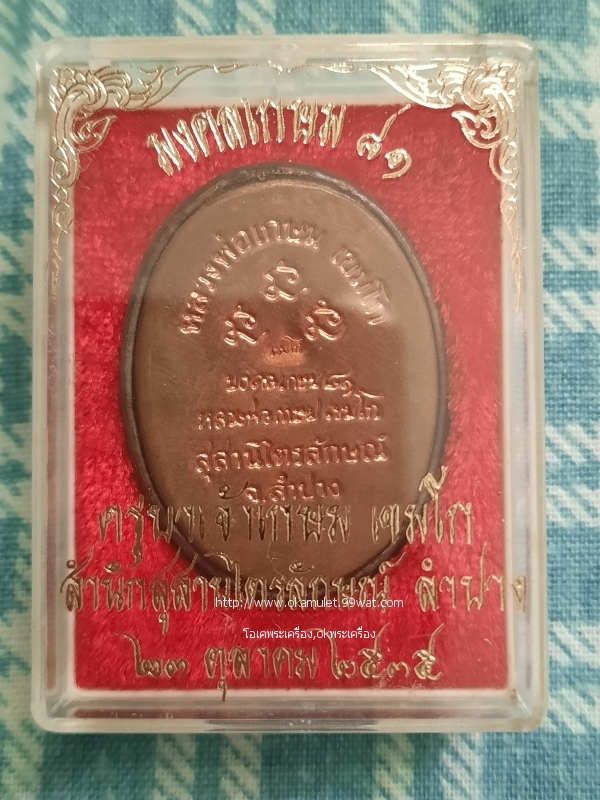 มงคลเกษม ๘๑
หลวงพ่อเกษม เขมโก
มงคลเกษม ๘๑
หลวงพ่อเกษม เขมโก
สุสานไตรลักษณ์
จ.ลำปาง
ครูบาเจ้าเกษม เขมโก
สำนักสุสานไตรลักษณ์ ลำปาง
http://www.okamulet.99wat.com
โอเคพระเครื่อง,okพระเครื่อง
๒๓ ตุลาคม ๒๕๓๕